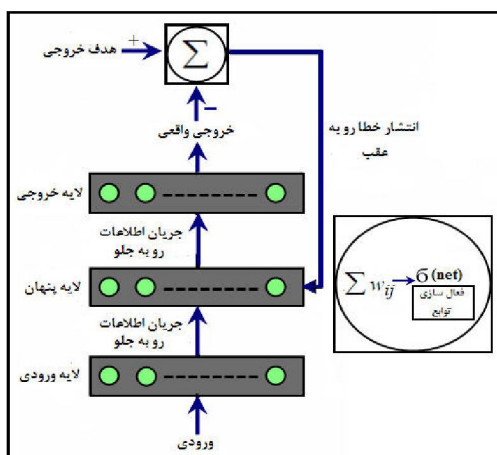 هدف خروجی
+
Σ
−
خروجی واقعی
انتشار خطا رو به
عقب
لایه خروجی
جریان اطلاعات
رو به جلو
لایه پنهان
Σ wij → б (net)
فعال سازی
توابع
جریان اطلاعات
رو به جلو
لایه ورودی
ورودی